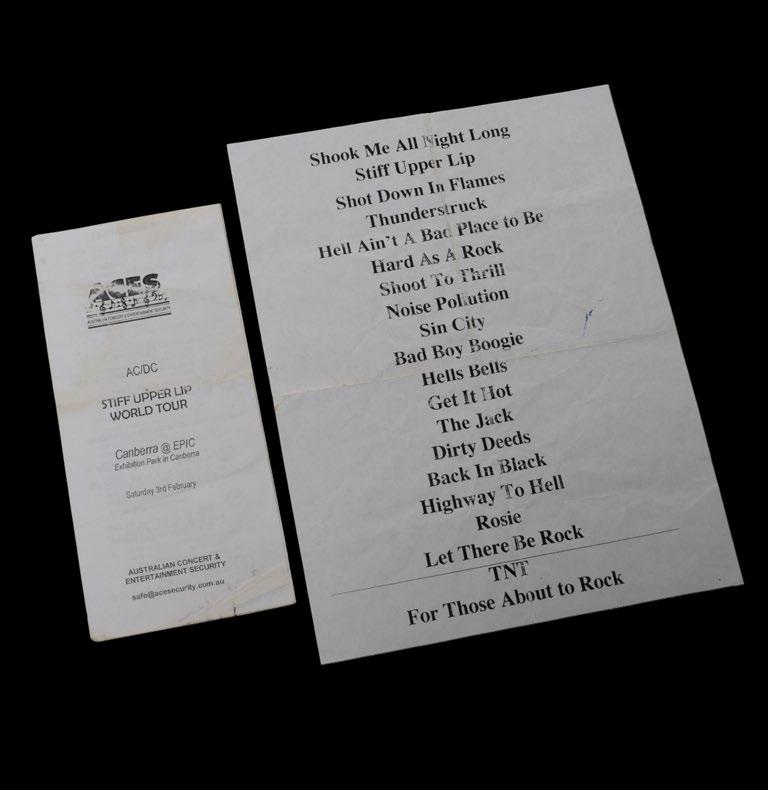 ACES
AUSTRALIAN CONCERT & ENTERTAINMENT SECURITY
AC/DC
STIFF UPPER LIP
WORLD TOUR
Canberra @ EPIC
Exhibition Park in Canberra
Saturday 3rd February
AUSTRALIAN CONCERT &
ENTERTAINMENT SECURITY
safe@acesecurity.com.au
Shook Me All Night Long
Stiff Upper Lip
Shot Down In Flames
Thunderstruck
Hell Ain't A Bad Place to Be
Hard As A Rock
Shoot To Thrill
Noise Pollution
Sin City
Bad Boy Boogie
Hells Bells
Get It Hot
The Jack
Dirty Deeds
Back In Black
Highway To Hell
Rosie
Let There Be Rock
TNT
For Those About to Rock